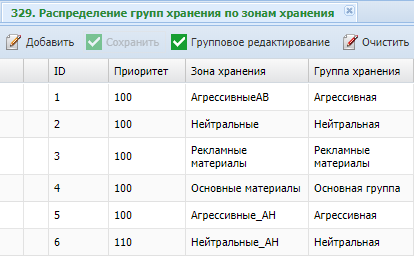 329. Распределение групп хранения по зонам хранения
Добавить Сохранить Групповое редактирование Очистить
ID Приоритет Зона хранения Группа хранения
1 100 АгрессивныеАВ Агрессивная
2 100 Нейтральные Нейтральная
3 100 Рекламные материалы Рекламные материалы
4 100 Основные материалы Основная группа
5 100 Агрессивные_АН Агрессивная
6 110 Нейтральные_АН Нейтральная